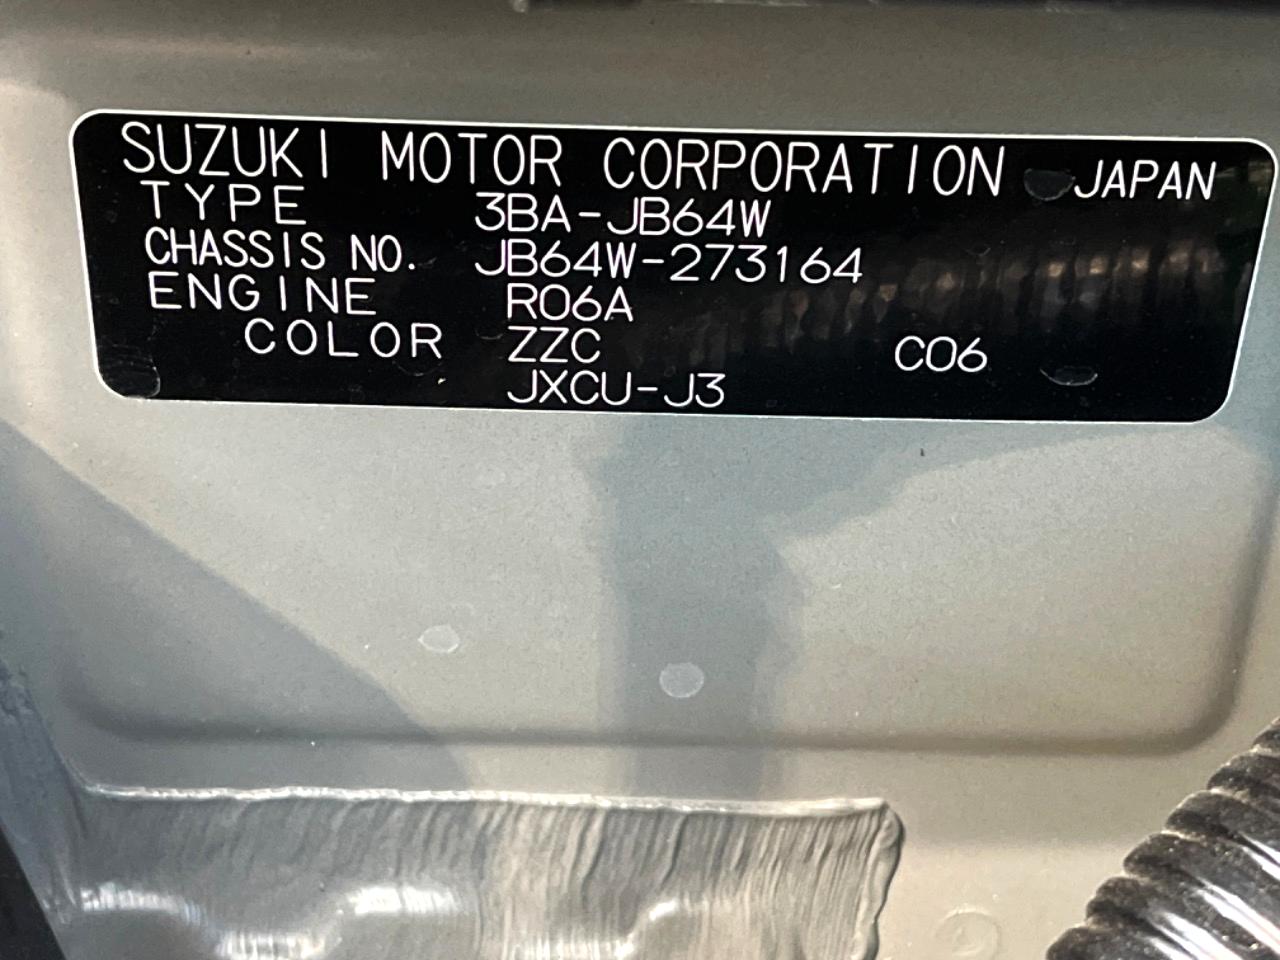 SUZUKI MOTOR CORPORATION JAPAN
TYPE 3BA-JB64W
CHASSIS NO. JB64W-273164
ENGINE R06A
COLOR ZZC C06
JXCU-J3